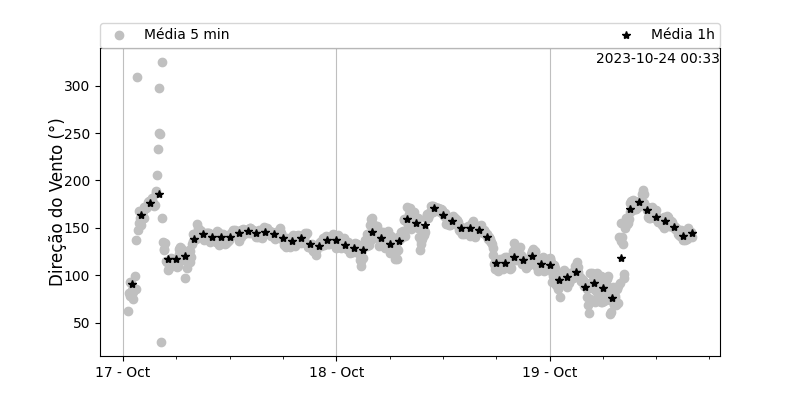 Média 5 min
Média 1h
2023-10-24 00:33
Direção do Vento (°)
300
250
200
150
100
50
17 - Oct
18 - Oct
19 - Oct